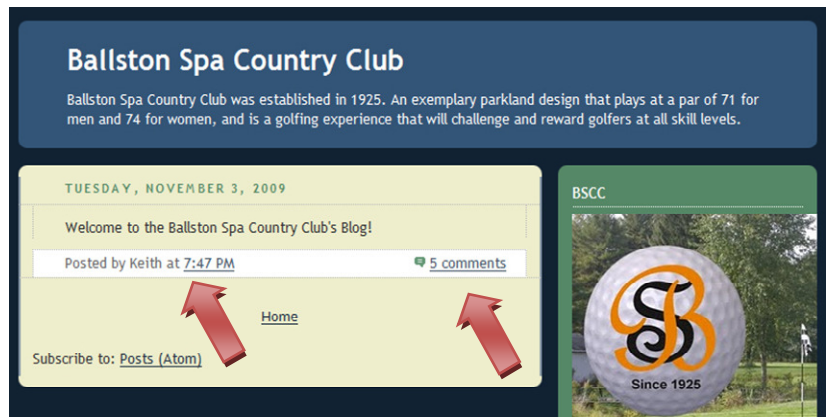 Ballston Spa Country Club
Ballston Spa Country Club was established in 1925. An exemplary parkland design that plays at a par of 71 for
men and 74 for women, and is a golfing experience that will challenge and reward golfers at all skill levels.
TUESDAY, NOVEMBER 3, 2009
Welcome to the Ballston Spa Country Club's Blog!
Posted by Keith at 7:47 PM
5 comments
Home
Subscribe to: Posts (Atom)
BSCC
BS
Since 1925